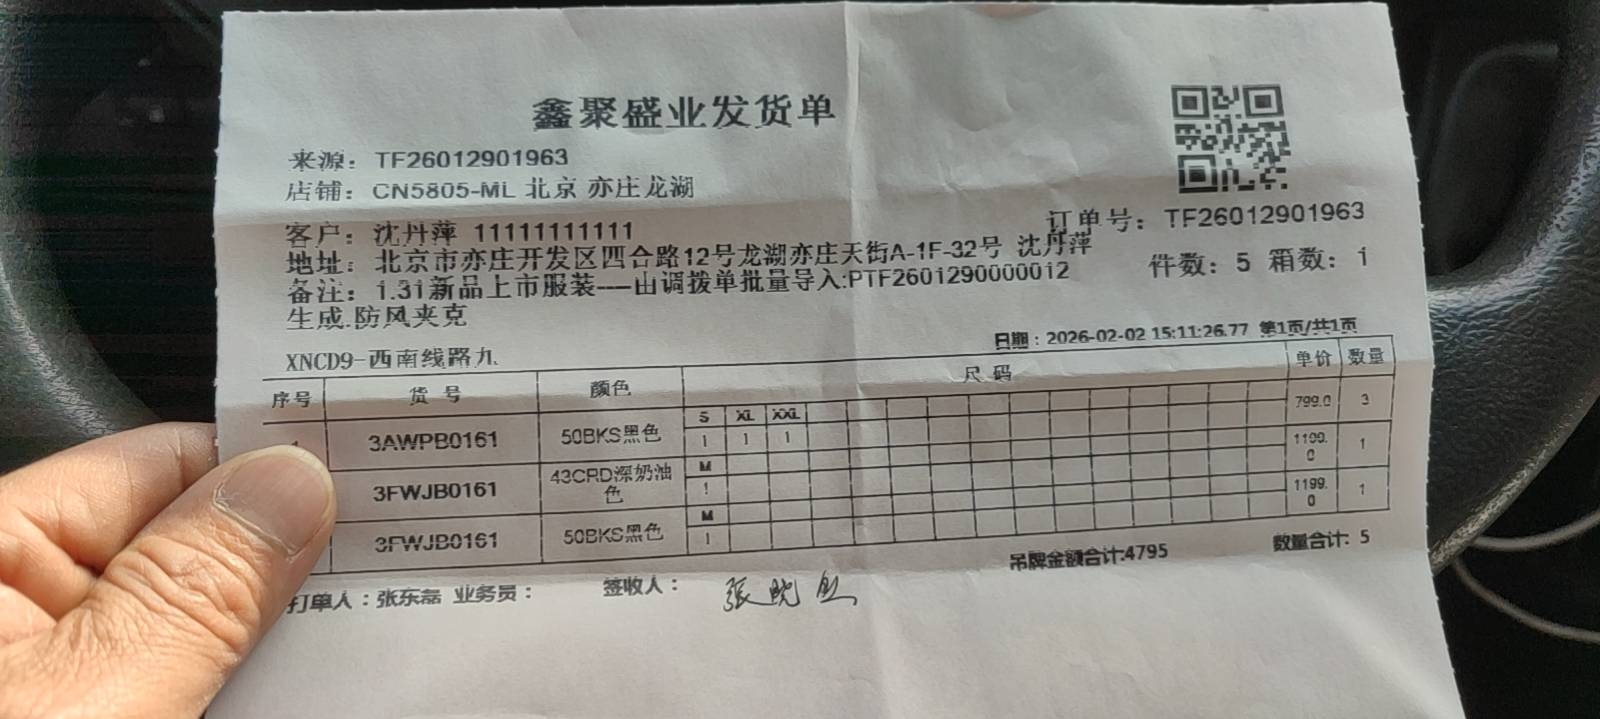 鑫聚盛业发货单
来源：TF26012901963
店铺：CN5805-ML 北京 亦庄龙湖
客户：沈丹萍 11111111111
订单号：TF26012901963
地址：北京市亦庄开发区四合路12号龙湖亦庄天街A-1F-32号 沈丹萍
件数：5 箱数：1
备注：1.31新品上市服装----由调拨单批量导入:PTF2601290000012
生成.防风夹克
日期：2026-02-02 15:11:26.77 第1页/共1页
XNCD9-西南线路九
序号 货号 颜色 尺码 单价 数量
S XL XXL
1 3AWPB0161 50BKS黑色 1 1 1 799.0 3
M
3FWJB0161 43CRD深奶油色 1 1199.0 1
M
3FWJB0161 50BKS黑色 1 1199.0 1
吊牌金额合计:4795 数量合计：5
打单人：张东磊 业务员： 签收人：